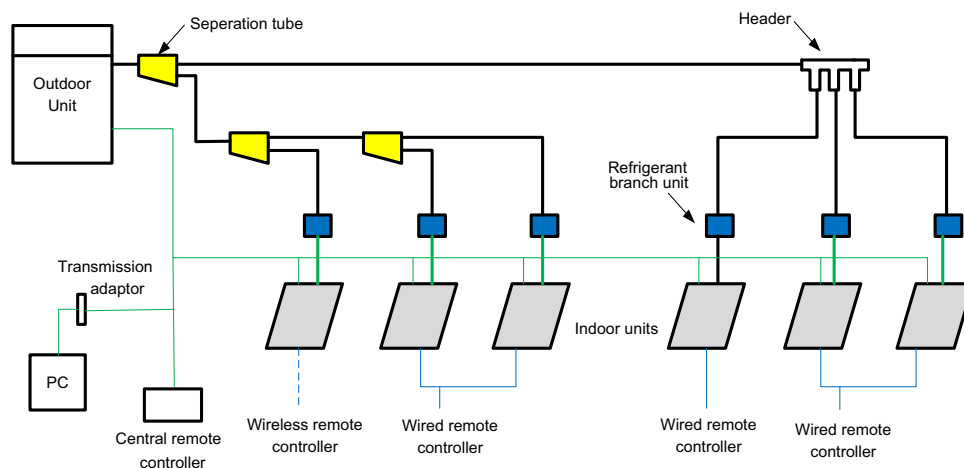 Seperation tube
Header
Outdoor
Unit
Refrigerant
branch unit
Transmission
adaptor
Indoor units
PC
Central remote
controller
Wireless remote
controller
Wired remote
controller
Wired remote
controller
Wired remote
controller